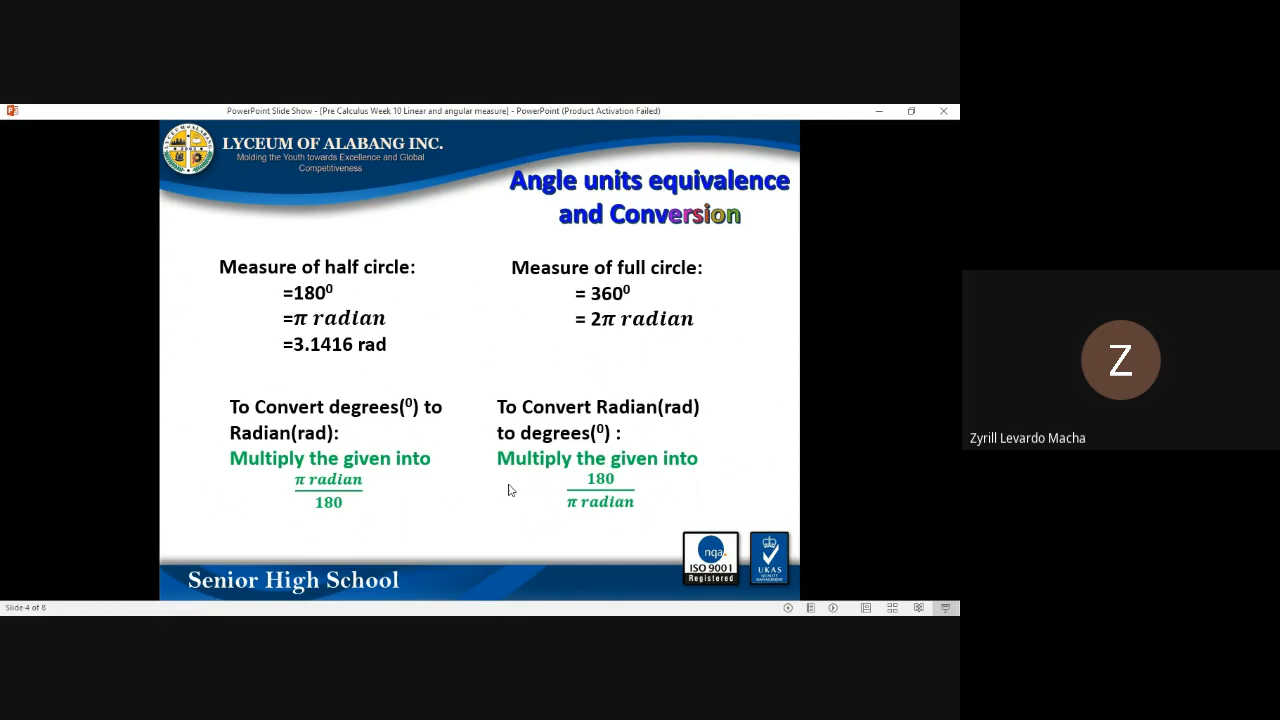 PowerPoint Slide Show - [Pre Calculus Week 10 Linear and angular measure] - PowerPoint (Product Activation Failed)
LYCEUM OF ALABANG INC.
Molding the Youth towards Excellence and Global
Competitiveness
Angle units equivalence
and Conversion
Measure of half circle:
=180⁰
=π radian
=3.1416 rad
Measure of full circle:
= 360⁰
= 2π radian
To Convert degrees(⁰) to
Radian(rad):
Multiply the given into
π radian
180
To Convert Radian(rad)
to degrees(⁰) :
Multiply the given into
180
π radian
nqa.
ISO 9001
Registered
UKAS
QUALITY
MANAGEMENT
Senior High School
Slide 4 of 8
Z
Zyrill Levardo Macha